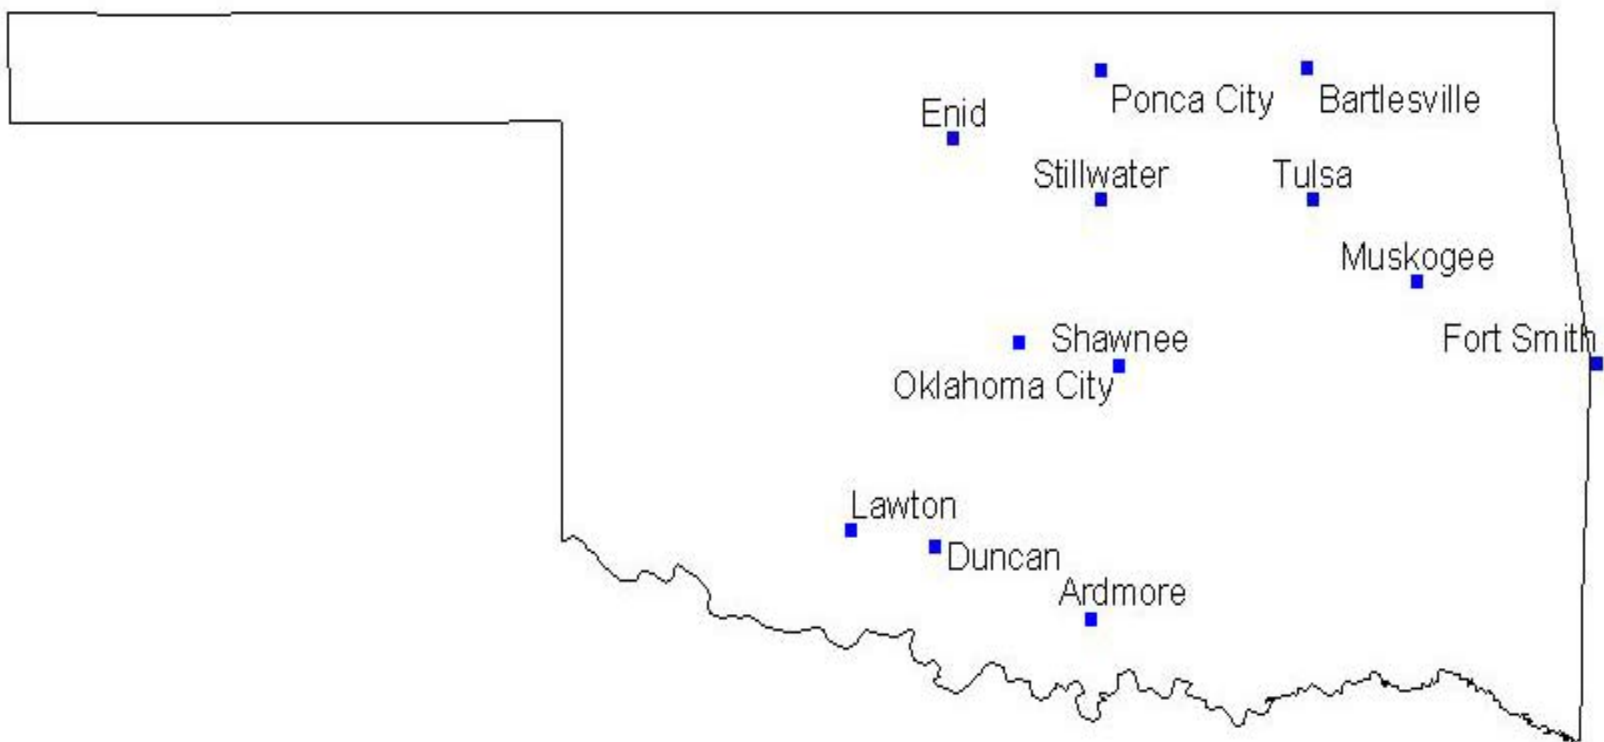 Ponca City
Bartlesville
Enid
Stillwater
Tulsa
Muskogee
Shawnee
Fort Smith
Oklahoma City
Lawton
Duncan
Ardmore